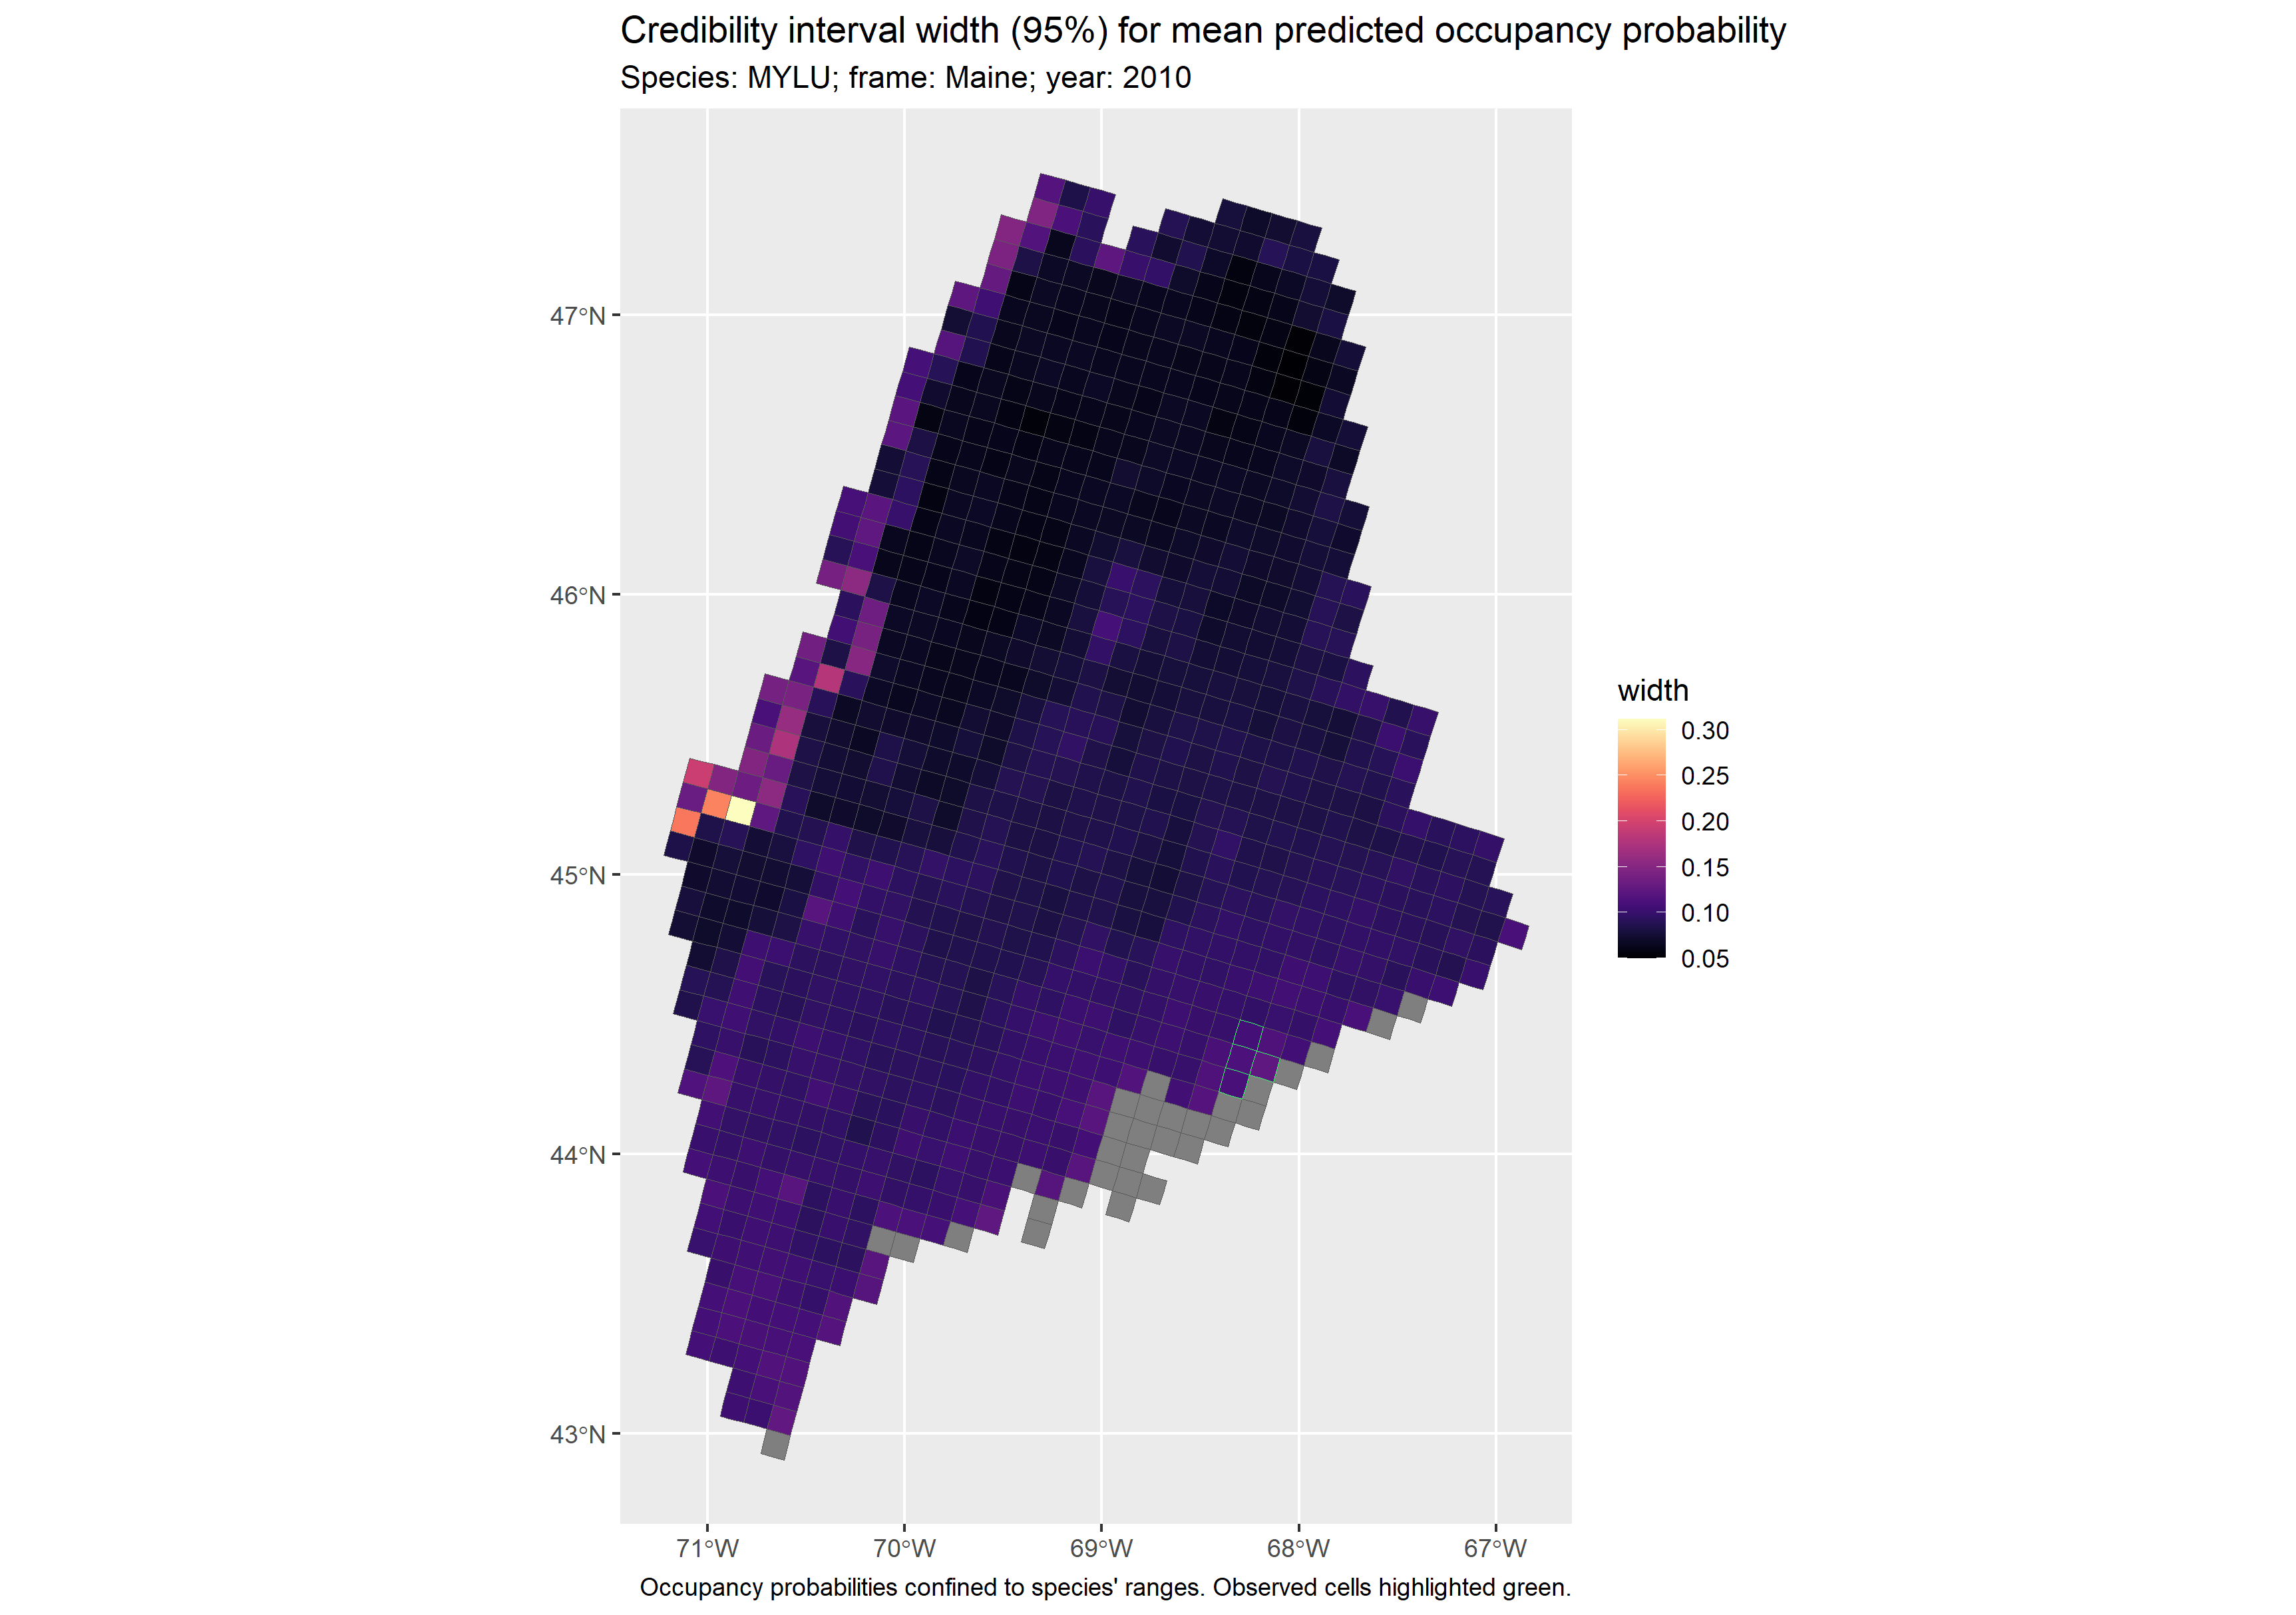 Credibility interval width (95%) for mean predicted occupancy probability
Species: MYLU; frame: Maine; year: 2010
47°N
46°N
45°N
44°N
43°N
71°W
70°W
69°W
68°W
67°W
width
0.30
0.25
0.20
0.15
0.10
0.05
Occupancy probabilities confined to species' ranges. Observed cells highlighted green.